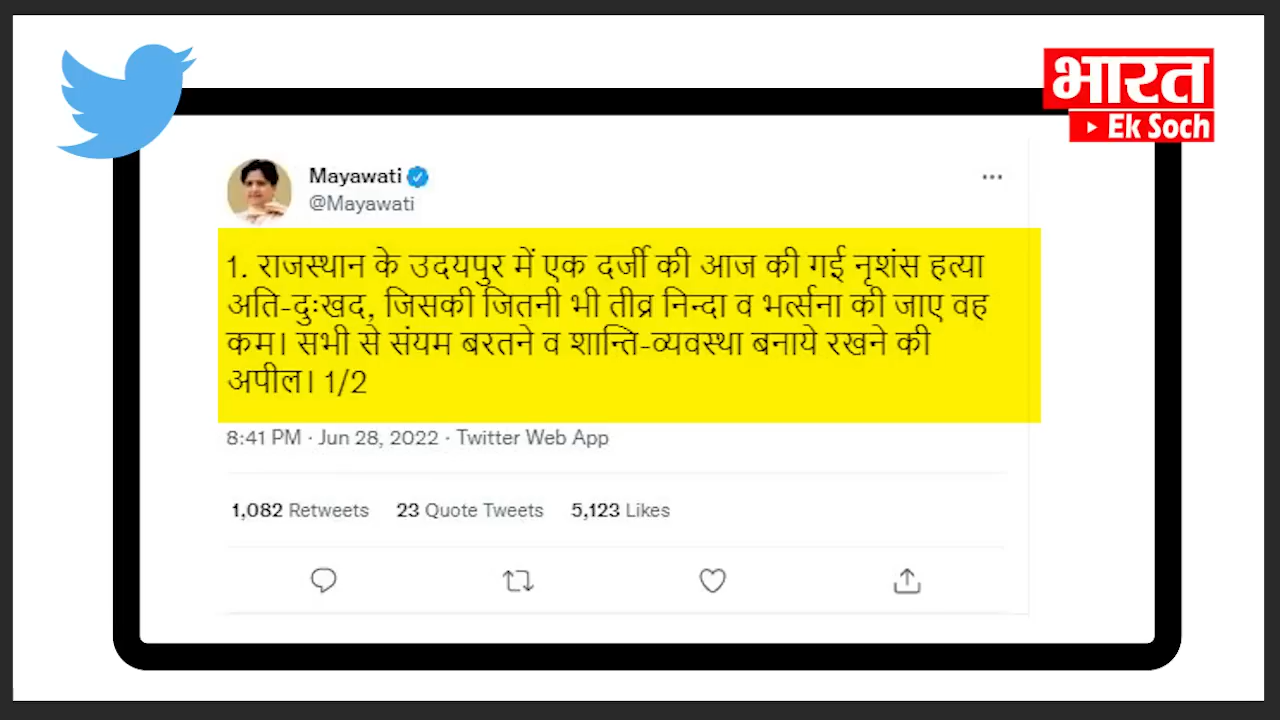 भारत
Ek Soch
Mayawati
@Mayawati
1. राजस्थान के उदयपुर में एक दर्जी की आज की गई नृशंस हत्या
अति-दुःखद, जिसकी जितनी भी तीव्र निन्दा व भर्त्सना की जाए वह
कम। सभी से संयम बरतने व शान्ति-व्यवस्था बनाये रखने की
अपील। 1/2
8:41 PM · Jun 28, 2022 · Twitter Web App
1,082 Retweets 23 Quote Tweets 5,123 Likes